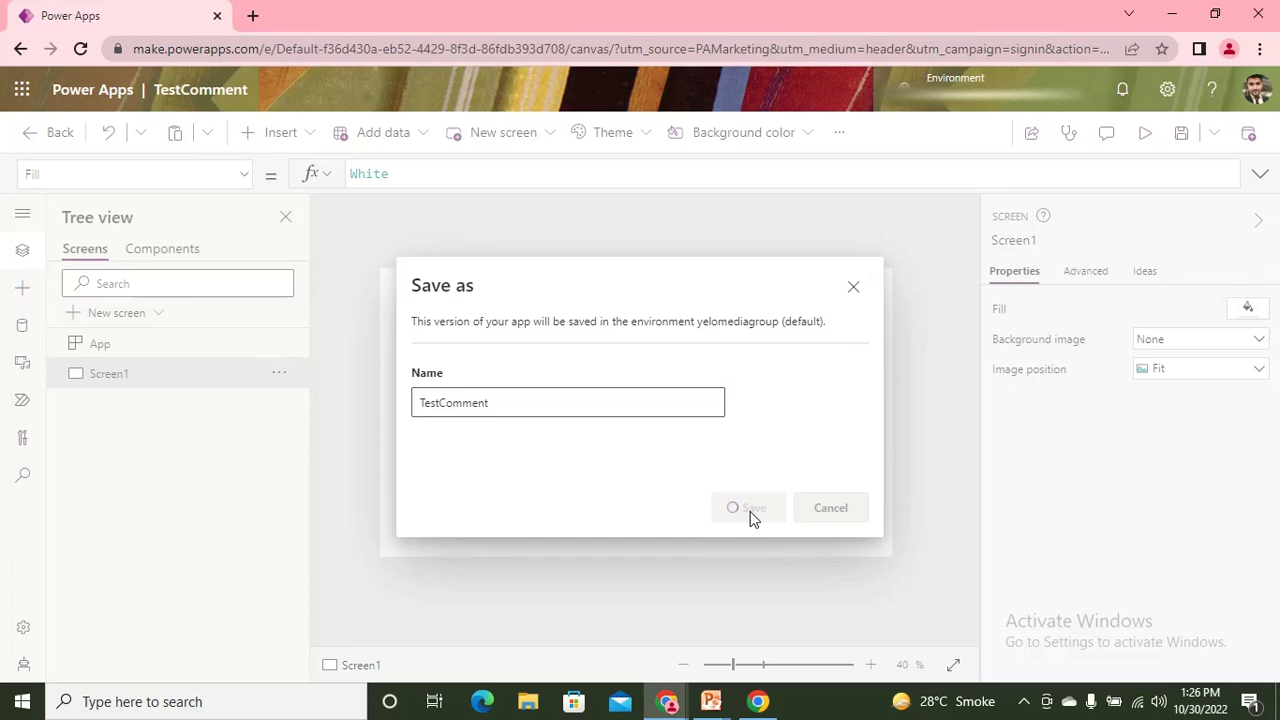 Power Apps
make.powerapps.com/e/Default-f36d430a-eb52-4429-8f3d-86fdb393d708/canvas/?utm_source=PAMarketing&utm_medium=header&utm_campaign=signin&action=...
Power Apps | TestComment
Environment
Back
Insert
Add data
New screen
Theme
Background color
Fill
=
fx
White
Tree view
Screens
Components
Search
New screen
App
Screen1
SCREEN
Screen1
Properties
Advanced
Ideas
Fill
Background image
None
Image position
Fit
Save as
This version of your app will be saved in the environment yelomediagroup (default).
Name
TestComment
Save
Cancel
Activate Windows
Go to Settings to activate Windows.
Screen1
40 %
Type here to search
28°C Smoke
1:26 PM
10/30/2022
1